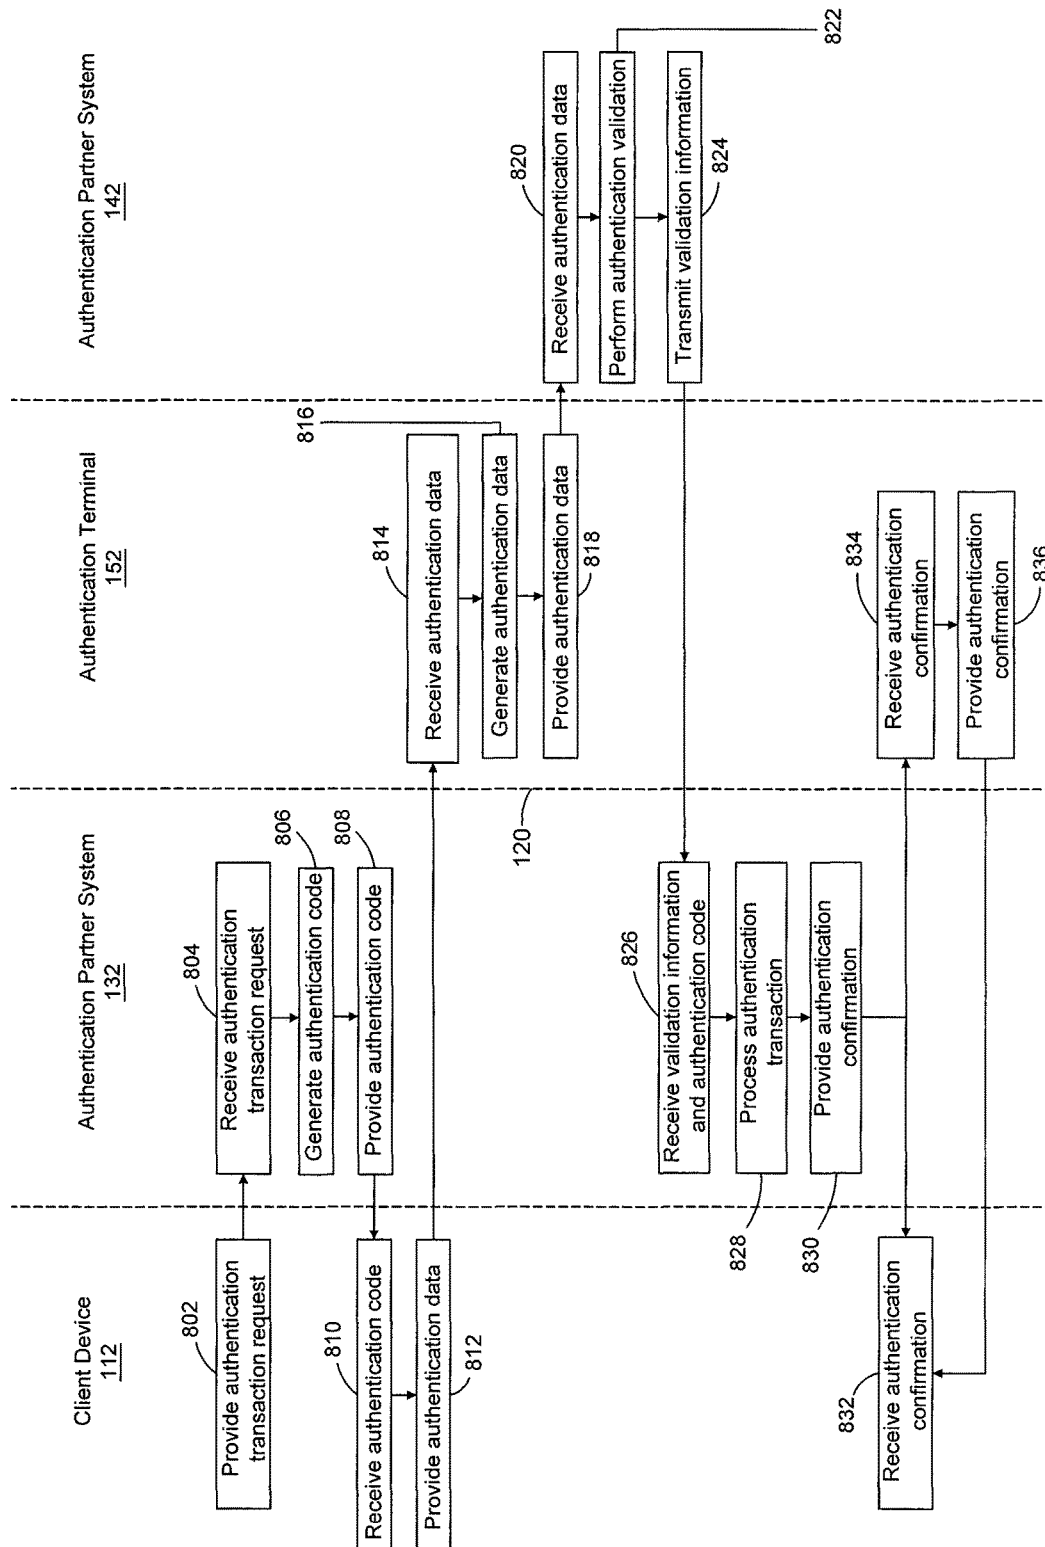 Client Device
112
Authentication Partner System
132
Authentication Terminal
152
Authentication Partner System
142
802
Provide authentication
transaction request
804
Receive authentication
transaction request
806
Generate authentication code
808
Provide authentication code
810
Receive authentication code
Provide authentication data
812
814
Receive authentication data
816
Generate authentication data
Provide authentication data
818
820
Receive authentication data
Perform authentication validation
822
Transmit validation information
824
120
826
Receive validation information
and authentication code
Process authentication
transaction
828
Provide authentication
confirmation
830
832
Receive authentication
confirmation
834
Receive authentication
confirmation
Provide authentication
confirmation
836